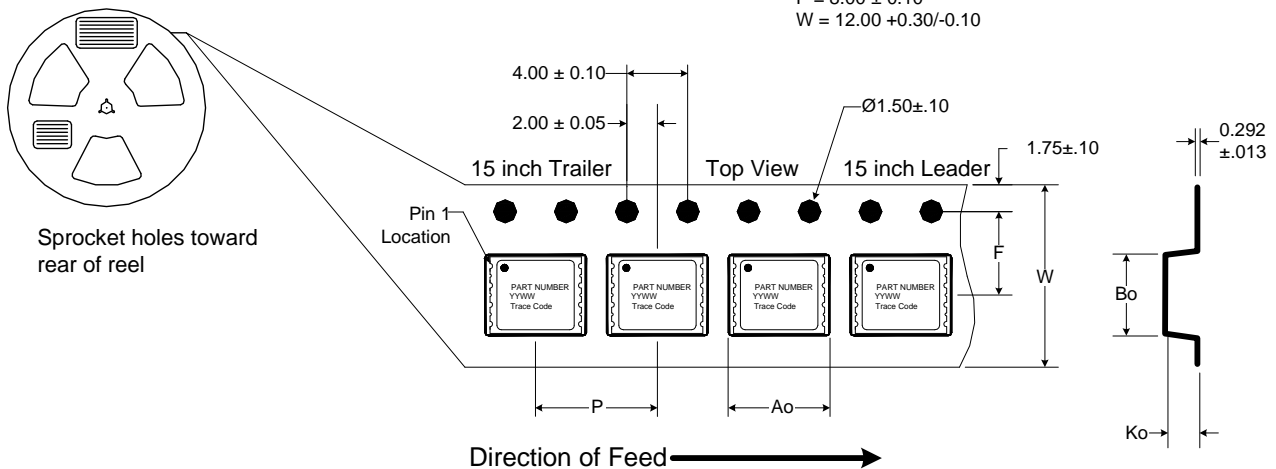 W = 12.00 +0.30/-0.10
4.00 ± 0.10
2.00 ± 0.05
Ø1.50±.10
1.75±.10
0.292
±.013
15 inch Trailer
Top View
15 inch Leader
Pin 1
Location
Sprocket holes toward
rear of reel
PART NUMBER
YYWW
Trace Code
PART NUMBER
YYWW
Trace Code
PART NUMBER
YYWW
Trace Code
PART NUMBER
YYWW
Trace Code
F
W
Bo
P
Ao
Ko
Direction of Feed